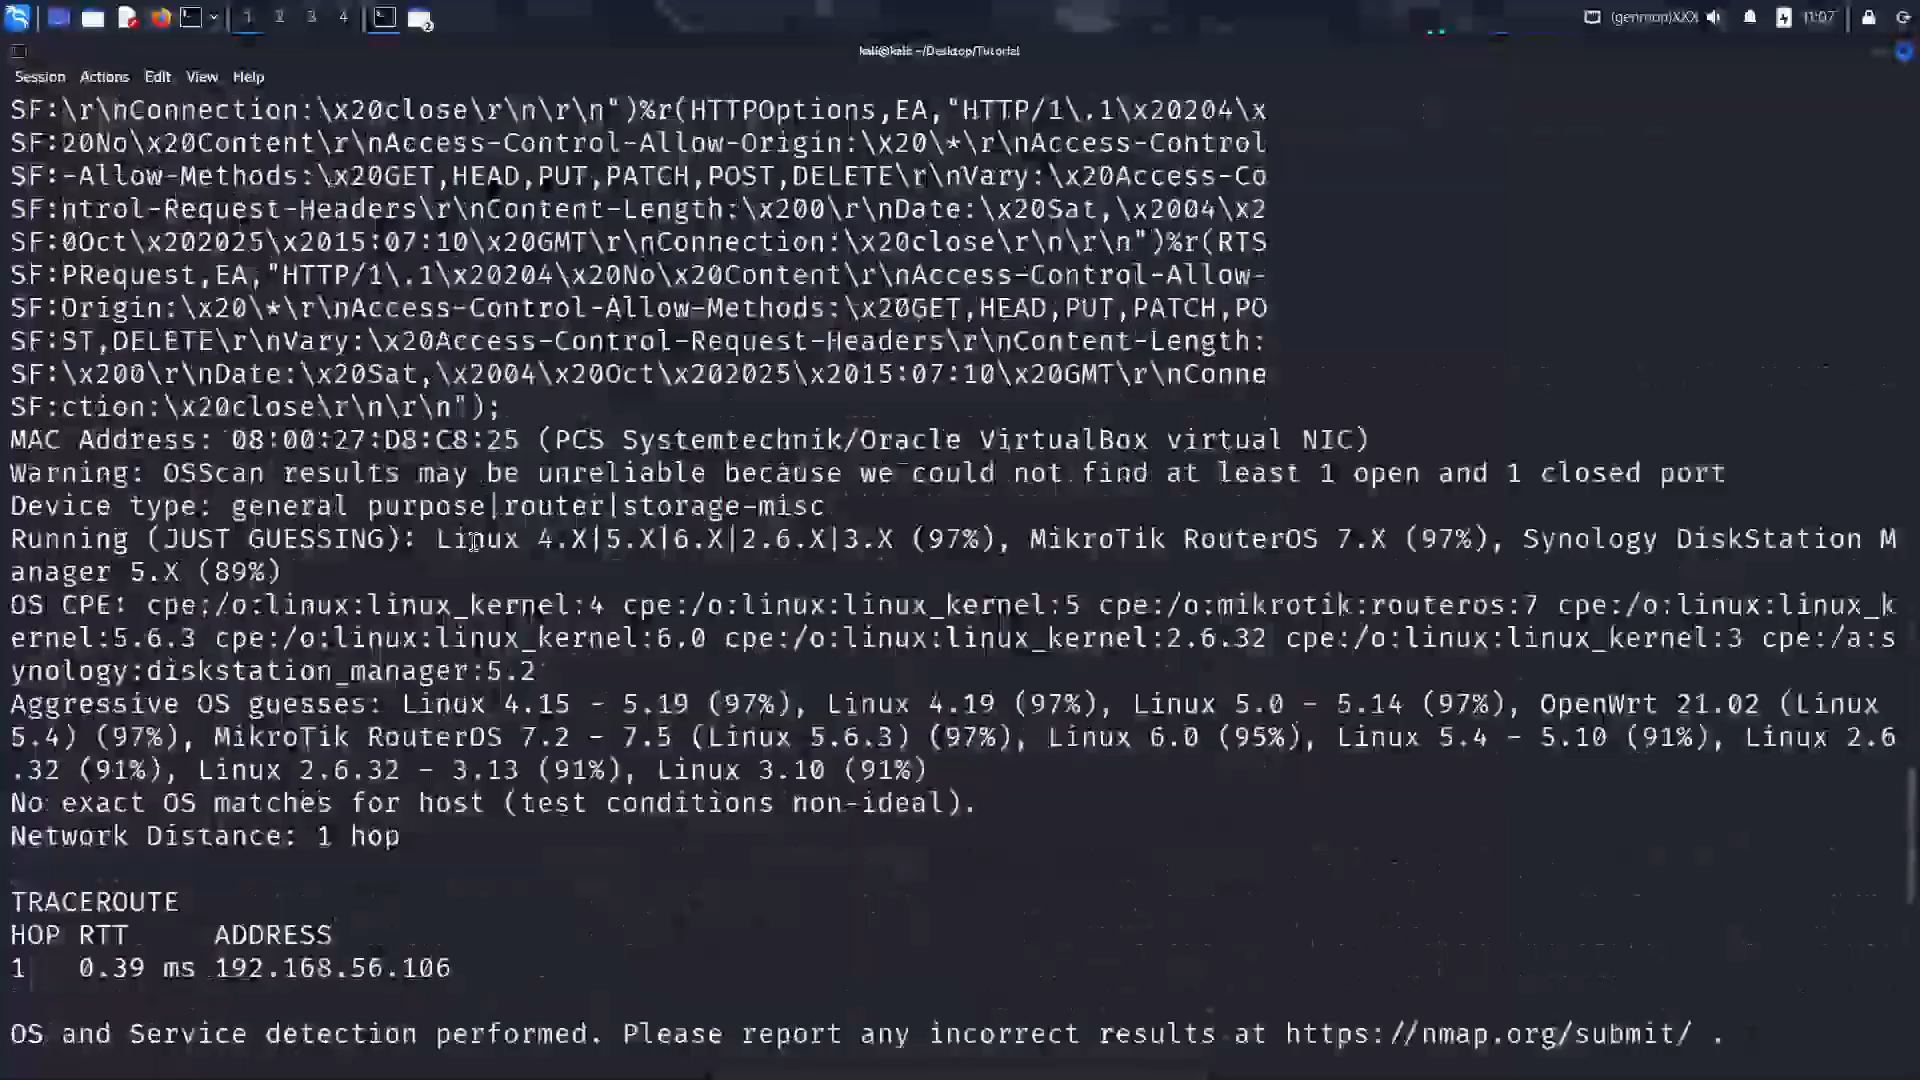 1 2 3 4
(genmon)XXX 11:07
kali@kali: ~/Desktop/Tutorial
Session Actions Edit View Help
SF:\r\nConnection:\x20close\r\n\r\n")%r(HTTPOptions,EA,"HTTP/1\.1\x20204\x
SF:20No\x20Content\r\nAccess-Control-Allow-Origin:\x20\*\r\nAccess-Control
SF:-Allow-Methods:\x20GET,HEAD,PUT,PATCH,POST,DELETE\r\nVary:\x20Access-Co
SF:ntrol-Request-Headers\r\nContent-Length:\x200\r\nDate:\x20Sat,\x2004\x2
SF:0Oct\x202025\x2015:07:10\x20GMT\r\nConnection:\x20close\r\n\r\n")%r(RTS
SF:PRequest,EA,"HTTP/1\.1\x20204\x20No\x20Content\r\nAccess-Control-Allow-
SF:Origin:\x20\*\r\nAccess-Control-Allow-Methods:\x20GET,HEAD,PUT,PATCH,PO
SF:ST,DELETE\r\nVary:\x20Access-Control-Request-Headers\r\nContent-Length:
SF:\x200\r\nDate:\x20Sat,\x2004\x20Oct\x202025\x2015:07:10\x20GMT\r\nConne
SF:ction:\x20close\r\n\r\n");
MAC Address: 08:00:27:D8:C8:25 (PCS Systemtechnik/Oracle VirtualBox virtual NIC)
Warning: OSScan results may be unreliable because we could not find at least 1 open and 1 closed port
Device type: general purpose|router|storage-misc
Running (JUST GUESSING): Linux 4.X|5.X|6.X|2.6.X|3.X (97%), MikroTik RouterOS 7.X (97%), Synology DiskStation M
anager 5.X (89%)
OS CPE: cpe:/o:linux:linux_kernel:4 cpe:/o:linux:linux_kernel:5 cpe:/o:mikrotik:routeros:7 cpe:/o:linux:linux_k
ernel:5.6.3 cpe:/o:linux:linux_kernel:6.0 cpe:/o:linux:linux_kernel:2.6.32 cpe:/o:linux:linux_kernel:3 cpe:/a:s
ynology:diskstation_manager:5.2
Aggressive OS guesses: Linux 4.15 - 5.19 (97%), Linux 4.19 (97%), Linux 5.0 - 5.14 (97%), OpenWrt 21.02 (Linux
5.4) (97%), MikroTik RouterOS 7.2 - 7.5 (Linux 5.6.3) (97%), Linux 6.0 (95%), Linux 5.4 - 5.10 (91%), Linux 2.6
.32 (91%), Linux 2.6.32 - 3.13 (91%), Linux 3.10 (91%)
No exact OS matches for host (test conditions non-ideal).
Network Distance: 1 hop
TRACEROUTE
HOP RTT ADDRESS
1 0.39 ms 192.168.56.106
OS and Service detection performed. Please report any incorrect results at https://nmap.org/submit/ .